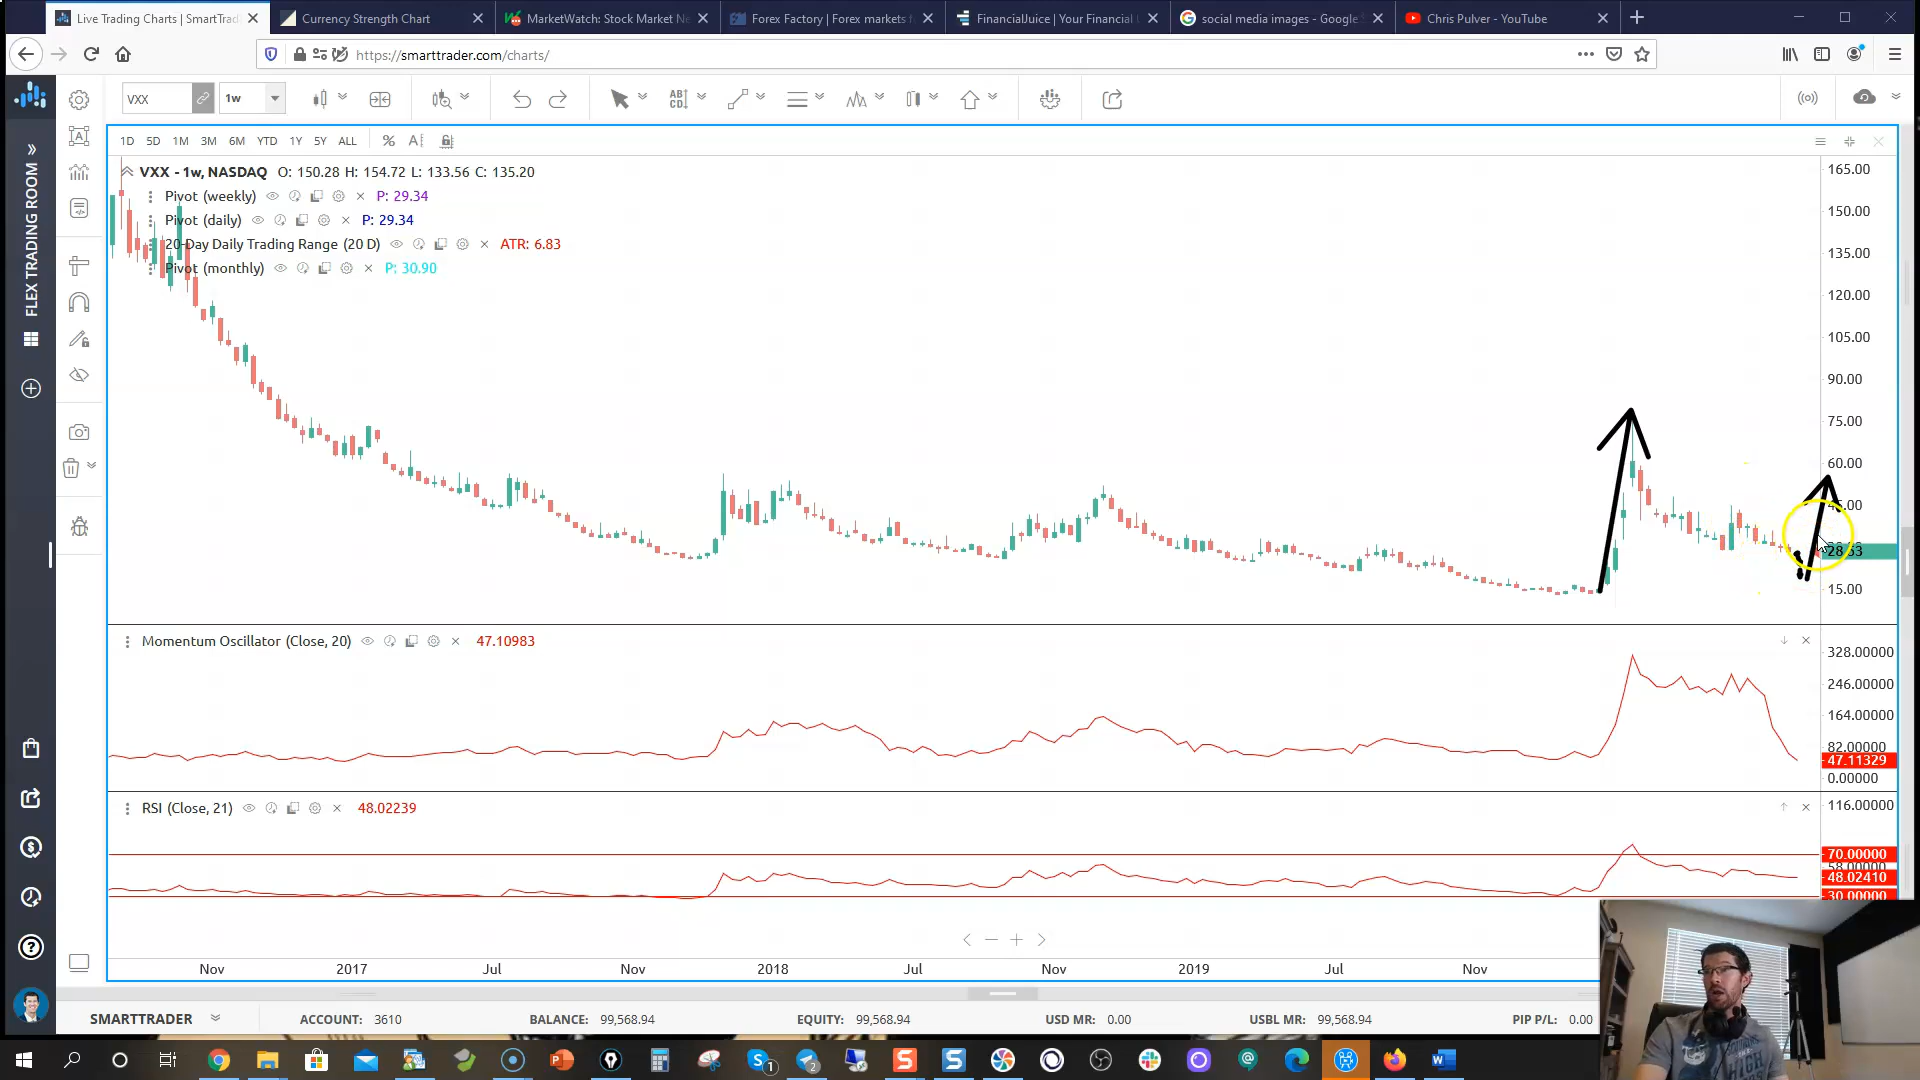 Live Trading Charts | SmartTrad
Currency Strength Chart
MarketWatch: Stock Market Ne
Forex Factory | Forex markets f
FinancialJuice | Your Financial
social media images - Google
Chris Pulver - YouTube
https://smarttrader.com/charts/
VXX
1w
AB
CD
FLEX TRADING ROOM
1D 5D 1M 3M 6M YTD 1Y 5Y ALL %
VXX - 1w, NASDAQ O: 150.28 H: 154.72 L: 133.56 C: 135.20
Pivot (weekly) P: 29.34
Pivot (daily) P: 29.34
20-Day Daily Trading Range (20 D) ATR: 6.83
Pivot (monthly) P: 30.90
165.00
150.00
135.00
120.00
105.00
90.00
75.00
60.00
15.00
Momentum Oscillator (Close, 20) 47.10983
328.00000
246.00000
164.00000
82.00000
47.11329
0.00000
RSI (Close, 21) 48.02239
116.00000
70.00000
48.02410
30.00000
Nov 2017 Jul Nov 2018 Jul Nov 2019 Jul Nov
SMARTTRADER ACCOUNT: 3610 BALANCE: 99,568.94 EQUITY: 99,568.94 USD MR: 0.00 USBL MR: 99,568.94 PIP P/L: 0.00